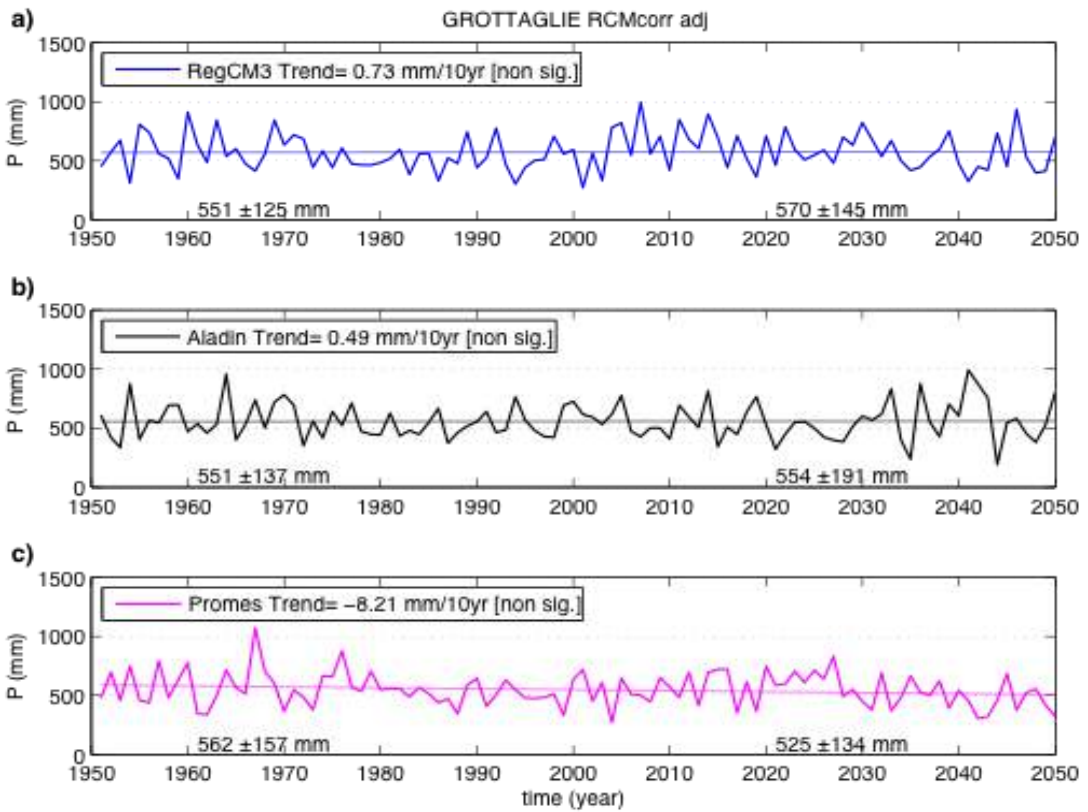 GROTTAGLIE RCMcorr adj
a)
1500
RegCM3 Trend= 0.73 mm/10yr [non sig.]
1000
P (mm)
500
551 ±125 mm 570 ±145 mm
0
1950 1960 1970 1980 1990 2000 2010 2020 2030 2040 2050
b)
1500
Aladin Trend= 0.49 mm/10yr [non sig.]
1000
P (mm)
500
551 ±137 mm 554 ±191 mm
0
1950 1960 1970 1980 1990 2000 2010 2020 2030 2040 2050
c)
1500
Promes Trend= −8.21 mm/10yr [non sig.]
1000
P (mm)
500
562 ±157 mm 525 ±134 mm
0
1950 1960 1970 1980 1990 2000 2010 2020 2030 2040 2050
time (year)